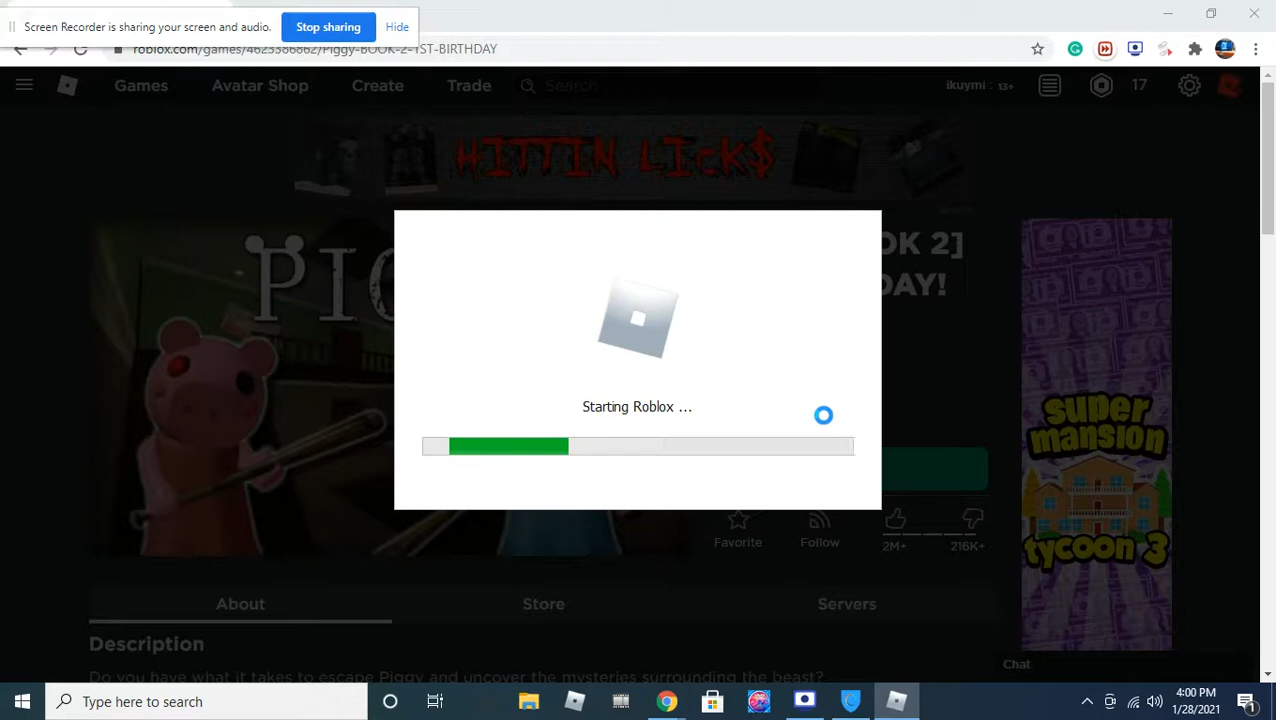 Screen Recorder is sharing your screen and audio. Stop sharing Hide
roblox.com/games/4623386862/Piggy-BOOK-2-1ST-BIRTHDAY
Games Avatar Shop Create Trade Search ikuymi : 13+ 17
HITTIN LICK$
OK 2]
DAY!
Starting Roblox ...
Favorite Follow 2M+ 216K+
super
mansion
tycoon 3
About Store Servers
Description
Chat
Do you have what it takes to escape Piggy and uncover the mysteries surrounding the beast?
Type here to search
4:00 PM
1/28/2021
1